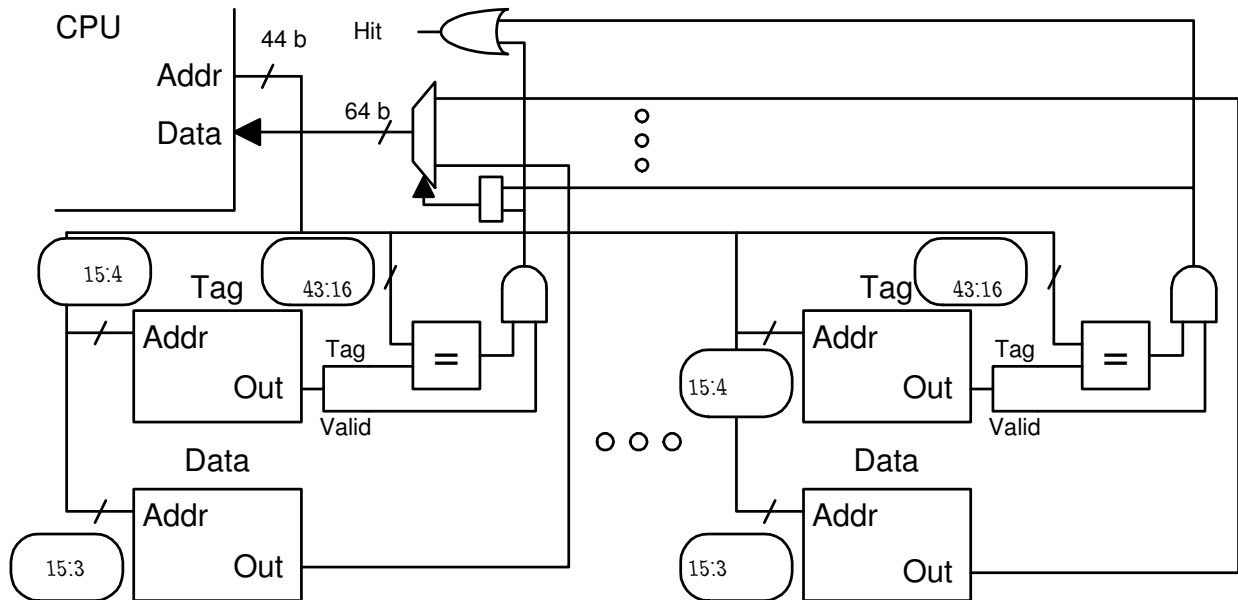 CPU
44 b
Hit
Addr
64 b
Data
15:4
Tag
43:16
Tag
43:16
Addr
Tag
=
Out
Valid
Addr
Tag
=
15:4
Out
Valid
Data
Data
Addr
Out
15:3
Addr
Out
15:3